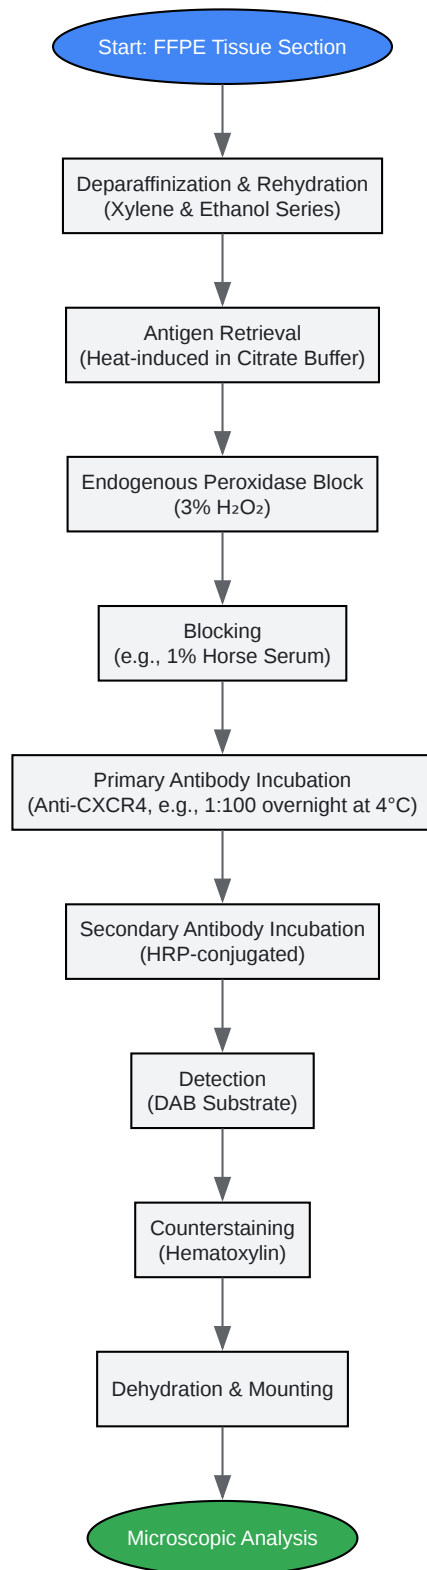 Start: FFPE Tissue Section
Deparaffinization & Rehydration
(Xylene & Ethanol Series)
Antigen Retrieval
(Heat-induced in Citrate Buffer)
Endogenous Peroxidase Block
(3% H₂O₂)
Blocking
(e.g., 1% Horse Serum)
Primary Antibody Incubation
(Anti-CXCR4, e.g., 1:100 overnight at 4°C)
Secondary Antibody Incubation
(HRP-conjugated)
Detection
(DAB Substrate)
Counterstaining
(Hematoxylin)
Dehydration & Mounting
Microscopic Analysis